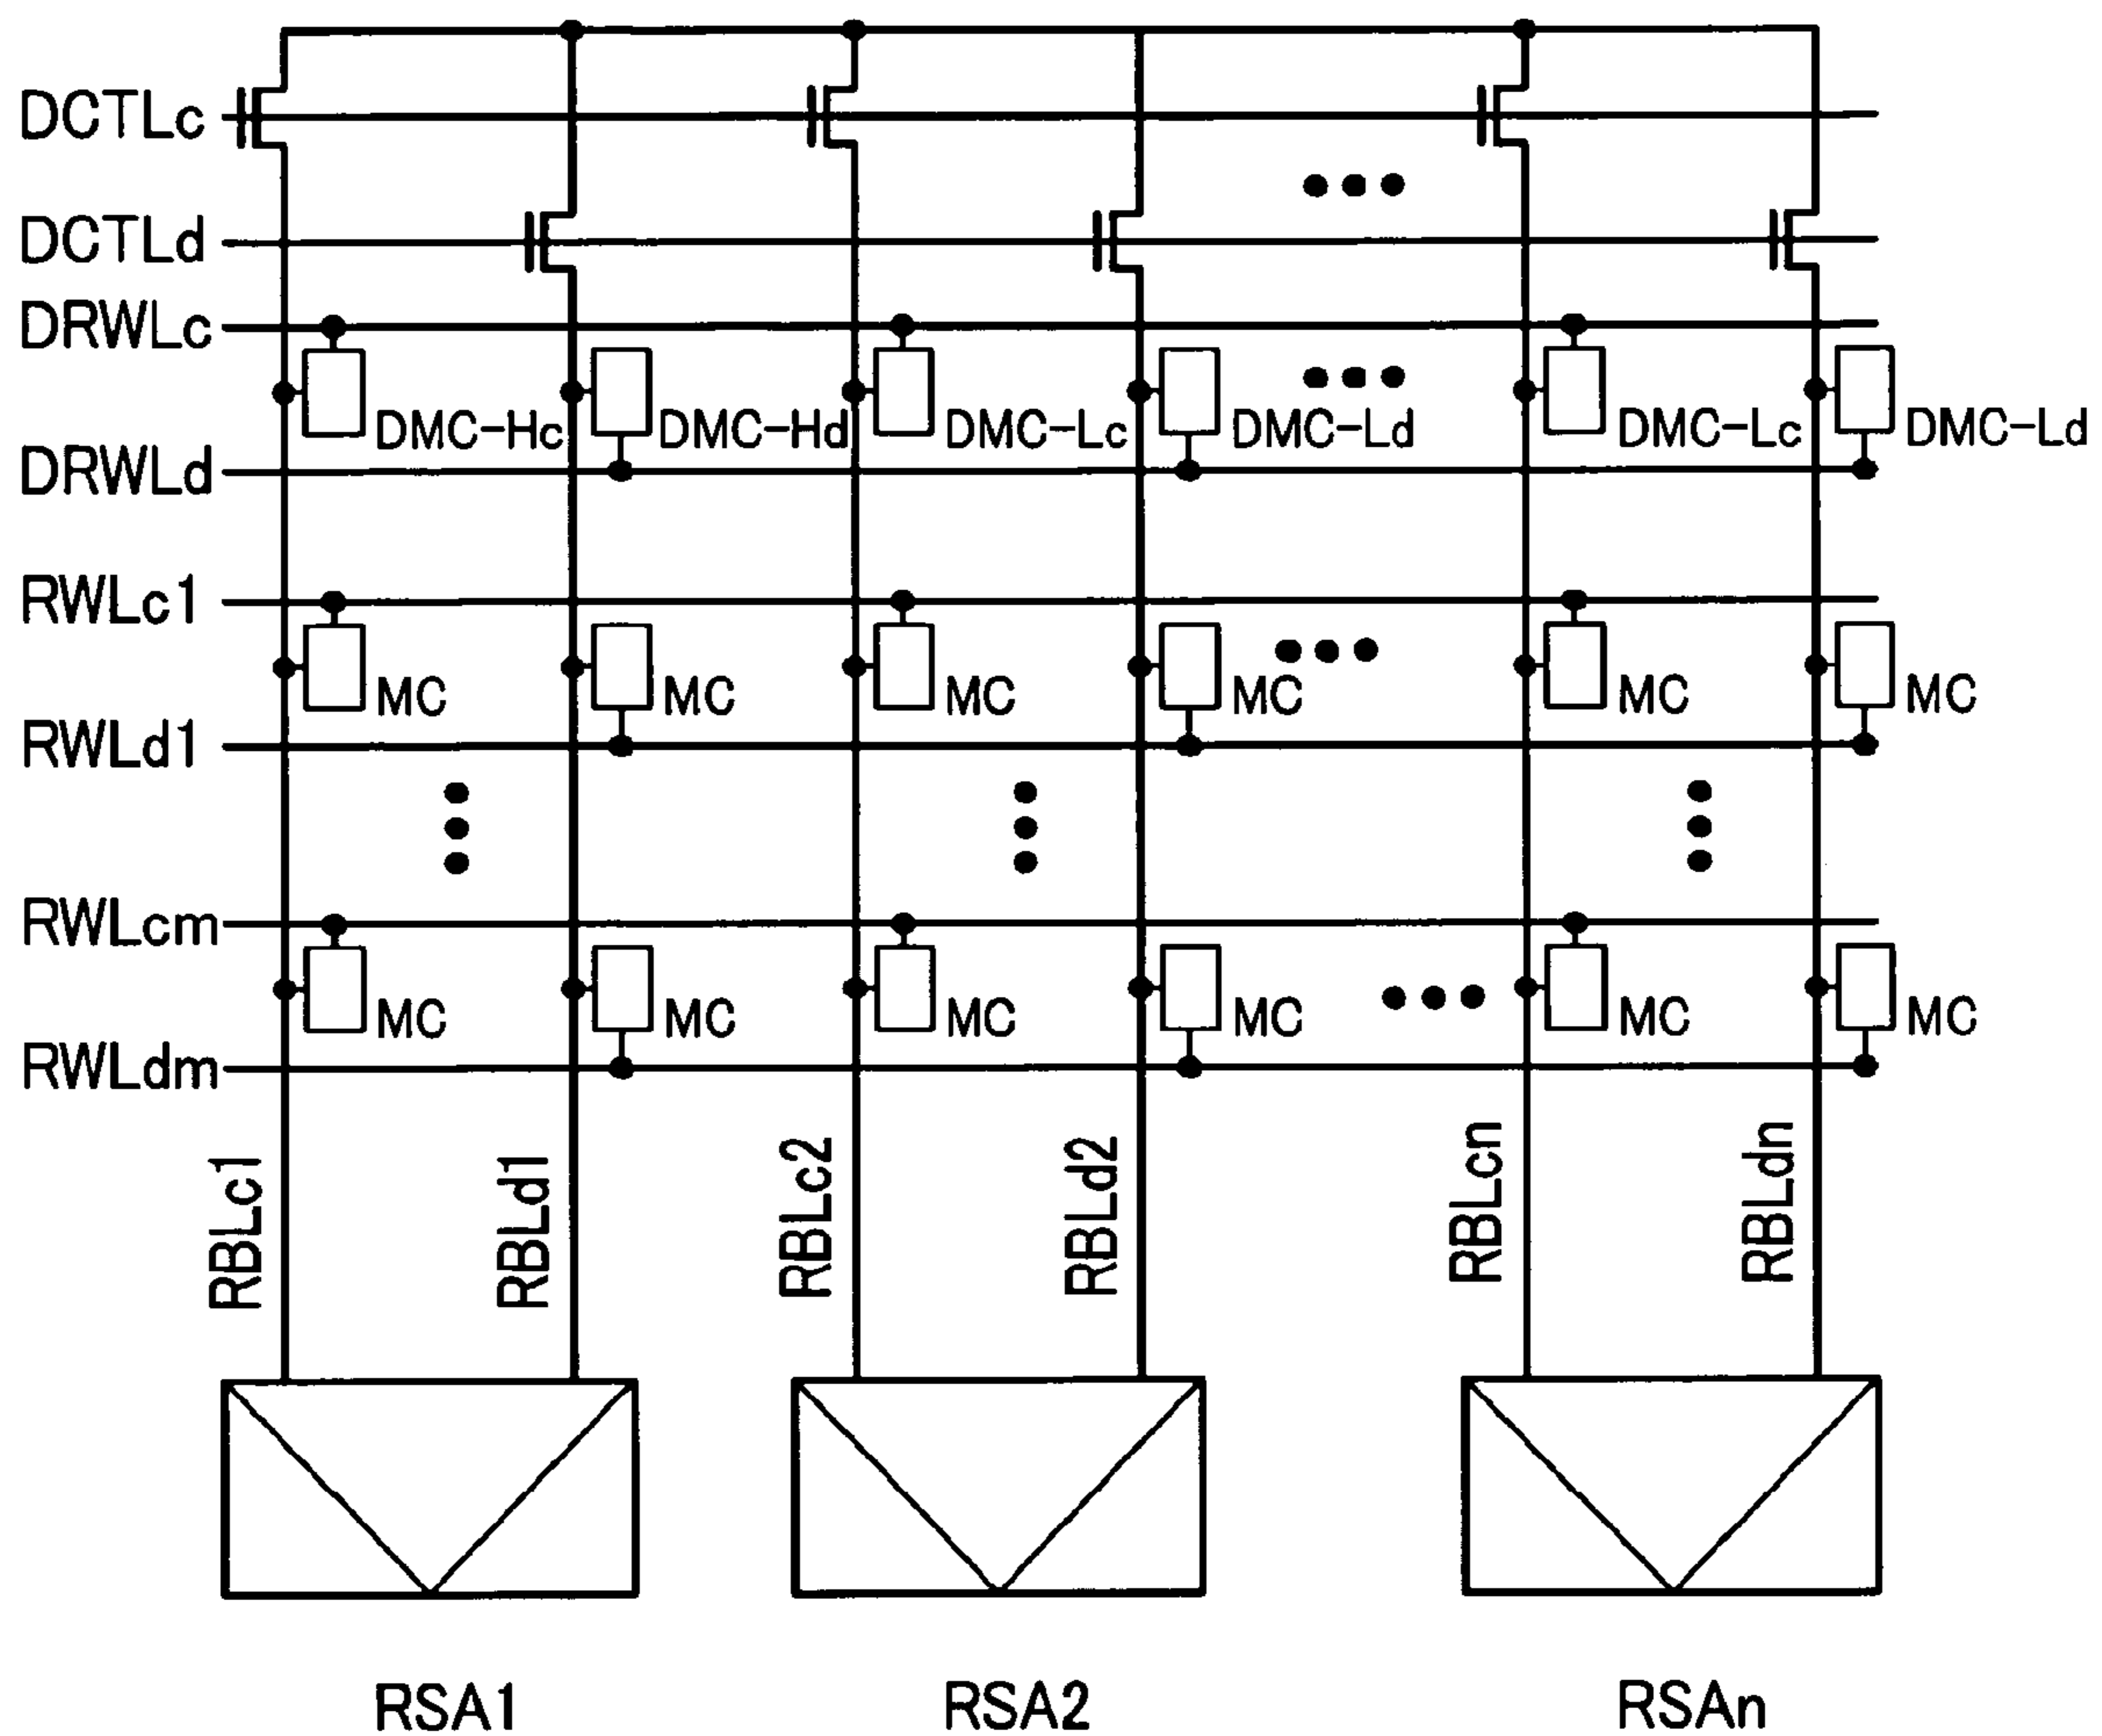 DCTLc
DCTLd
DRWLc
DMC-Hc DMC-Hd DMC-Lc DMC-Ld DMC-Lc DMC-Ld
DRWLd
RWLc1
MC MC MC MC MC MC
RWLd1
RWLcm
MC MC MC MC MC MC
RWLdm
RBLc1 RBLd1 RBLc2 RBLd2 RBLcn RBLdn
RSA1 RSA2 RSAn